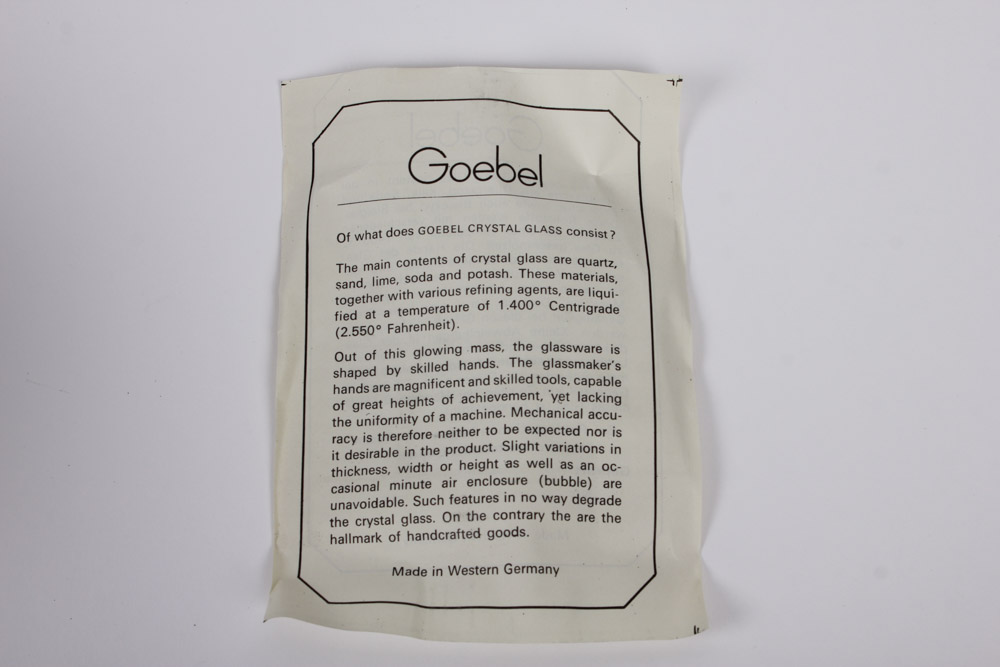 Goebel
Of what does GOEBEL CRYSTAL GLASS consist?
The main contents of crystal glass are quartz,
sand, lime, soda and potash. These materials,
together with various refining agents, are liqui-
fied at a temperature of 1.400° Centrigrade
(2.550° Fahrenheit).
Out of this glowing mass, the glassware is
shaped by skilled hands. The glassmaker's
hands are magnificent and skilled tools, capable
of great heights of achievement, yet lacking
the uniformity of a machine. Mechanical accu-
racy is therefore neither to be expected nor is
it desirable in the product. Slight variations in
thickness, width or height as well as an oc-
casional minute air enclosure (bubble) are
unavoidable. Such features in no way degrade
the crystal glass. On the contrary the are the
hallmark of handcrafted goods.
Made in Western Germany